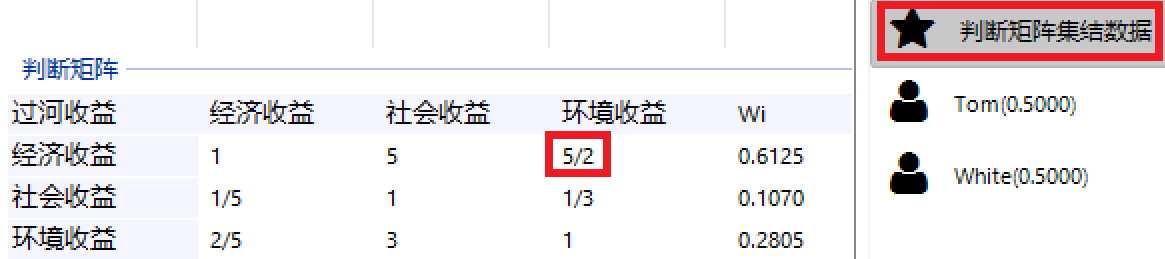 判断矩阵
过河收益 经济收益 社会收益 环境收益 Wi
经济收益 1 5 5/2 0.6125
社会收益 1/5 1 1/3 0.1070
环境收益 2/5 3 1 0.2805
判断矩阵集结数据
Tom(0.5000)
White(0.5000)